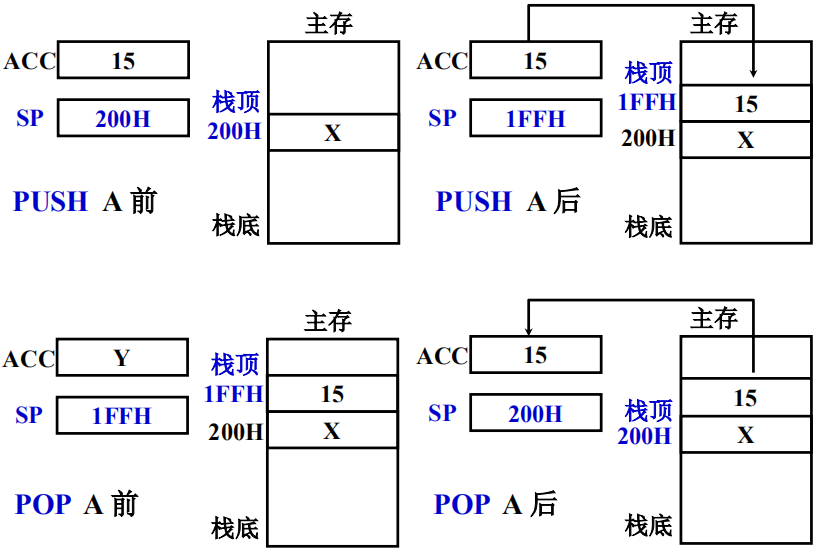 主存
ACC 15
SP 200H
栈顶
200H X
PUSH A 前
栈底
主存
ACC 15
栈顶
SP 1FFH
1FFH 15
200H X
PUSH A 后
栈底
主存
ACC Y
栈顶
SP 1FFH
1FFH 15
200H X
POP A 前
栈底
主存
ACC 15
15
SP 200H
栈顶
200H X
POP A 后
栈底